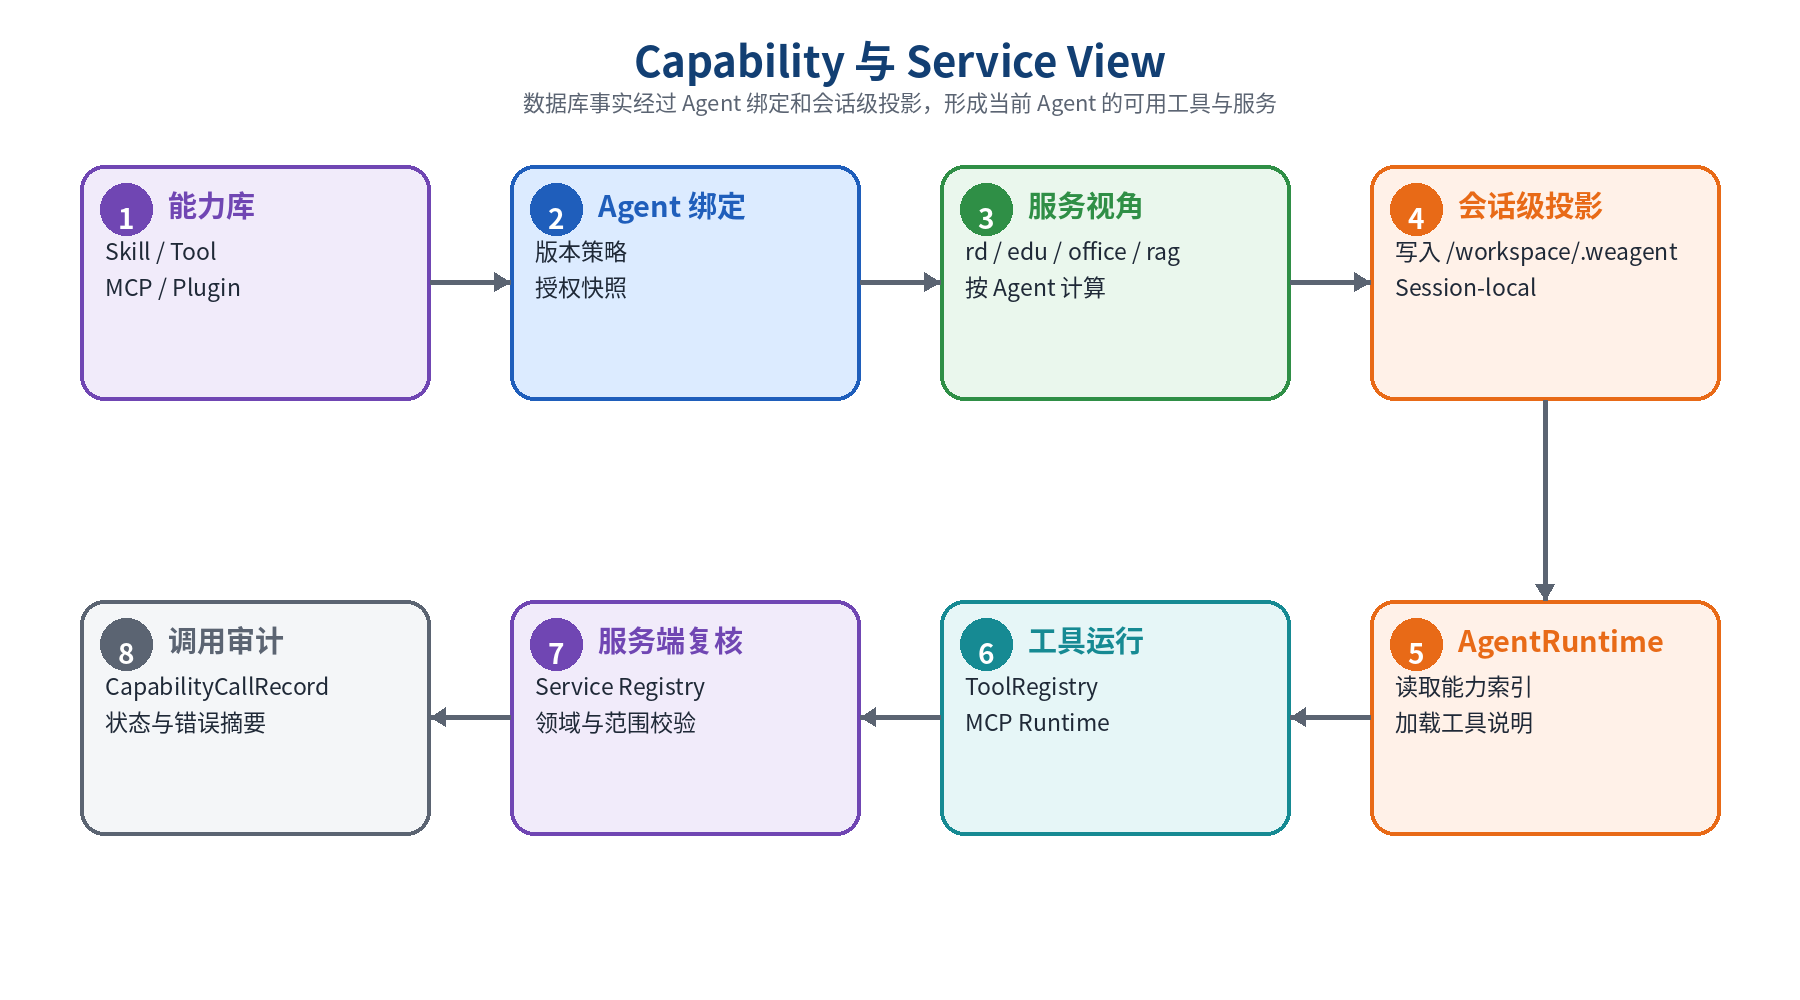 Capability 与 Service View
数据库事实经过 Agent 绑定和会话级投影，形成当前 Agent 的可用工具与服务
1 能力库
Skill / Tool
MCP / Plugin
2 Agent 绑定
版本策略
授权快照
3 服务视角
rd / edu / office / rag
按 Agent 计算
4 会话级投影
写入 /workspace/.weagent
Session-local
5 AgentRuntime
读取能力索引
加载工具说明
6 工具运行
ToolRegistry
MCP Runtime
7 服务端复核
Service Registry
领域与范围校验
8 调用审计
CapabilityCallRecord
状态与错误摘要